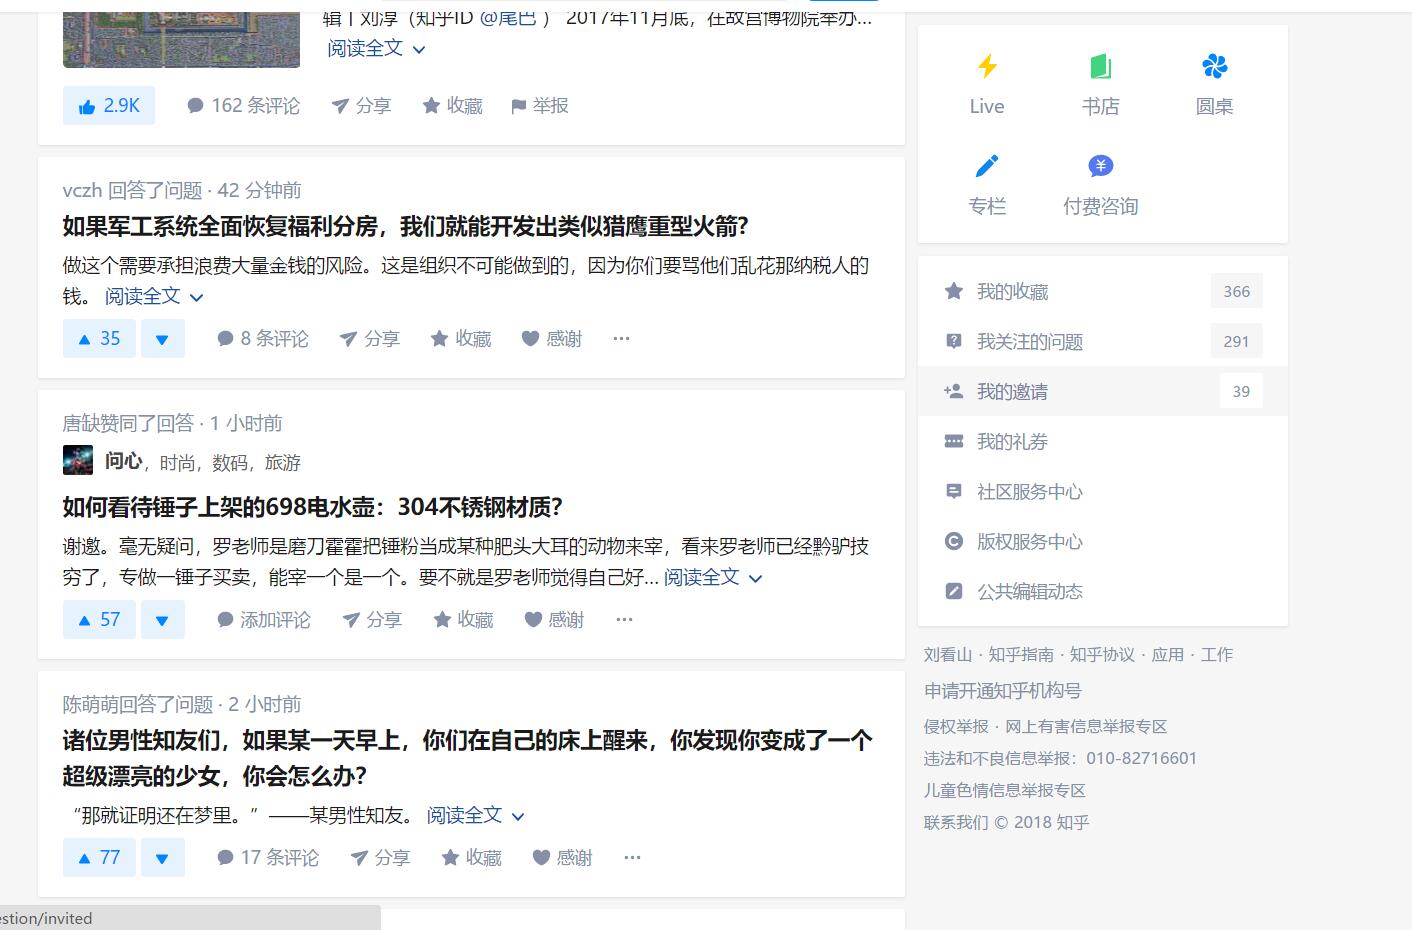 辑丨刘淳（知乎ID @尾巴 ） 2017年11月底，在故宫博物院举办...
阅读全文
2.9K 162 条评论 分享 收藏 举报
vczh 回答了问题 · 42 分钟前
如果军工系统全面恢复福利分房，我们就能开发出类似猎鹰重型火箭？
做这个需要承担浪费大量金钱的风险。这是组织不可能做到的，因为你们要骂他们乱花那纳税人的
钱。 阅读全文
35 8 条评论 分享 收藏 感谢 ···
唐缺赞同了回答 · 1 小时前
问心，时尚，数码，旅游
如何看待锤子上架的698电水壶：304不锈钢材质？
谢邀。毫无疑问，罗老师是磨刀霍霍把锤粉当成某种肥头大耳的动物来宰，看来罗老师已经黔驴技
穷了，专做一锤子买卖，能宰一个是一个。要不就是罗老师觉得自己好... 阅读全文
57 添加评论 分享 收藏 感谢 ···
陈萌萌回答了问题 · 2 小时前
诸位男性知友们，如果某一天早上，你们在自己的床上醒来，你发现你变成了一个
超级漂亮的少女，你会怎么办？
“那就证明还在梦里。”——某男性知友。 阅读全文
77 17 条评论 分享 收藏 感谢 ···
estion/invited
Live 书店 圆桌
专栏 付费咨询
我的收藏 366
我关注的问题 291
我的邀请 39
我的礼券
社区服务中心
版权服务中心
公共编辑动态
刘看山 · 知乎指南 · 知乎协议 · 应用 · 工作
申请开通知乎机构号
侵权举报 · 网上有害信息举报专区
违法和不良信息举报：010-82716601
儿童色情信息举报专区
联系我们 © 2018 知乎